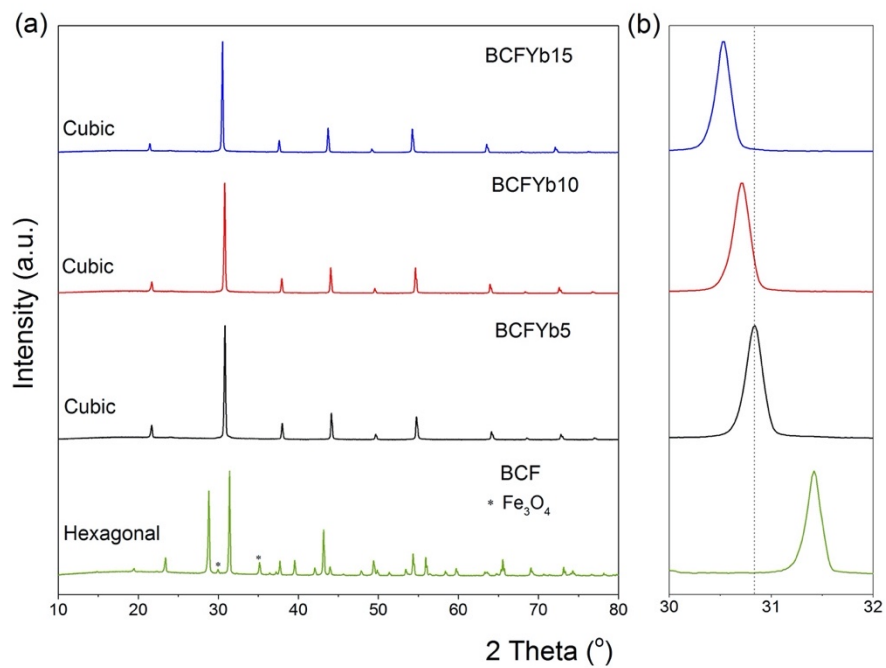 (a)
(b)
BCFYb15
Cubic
BCFYb10
Cubic
BCFYb5
Cubic
BCF
* Fe₃O₄
Hexagonal
*
*
Intensity (a.u.)
10 20 30 40 50 60 70 80
30 31 32
2 Theta (°)